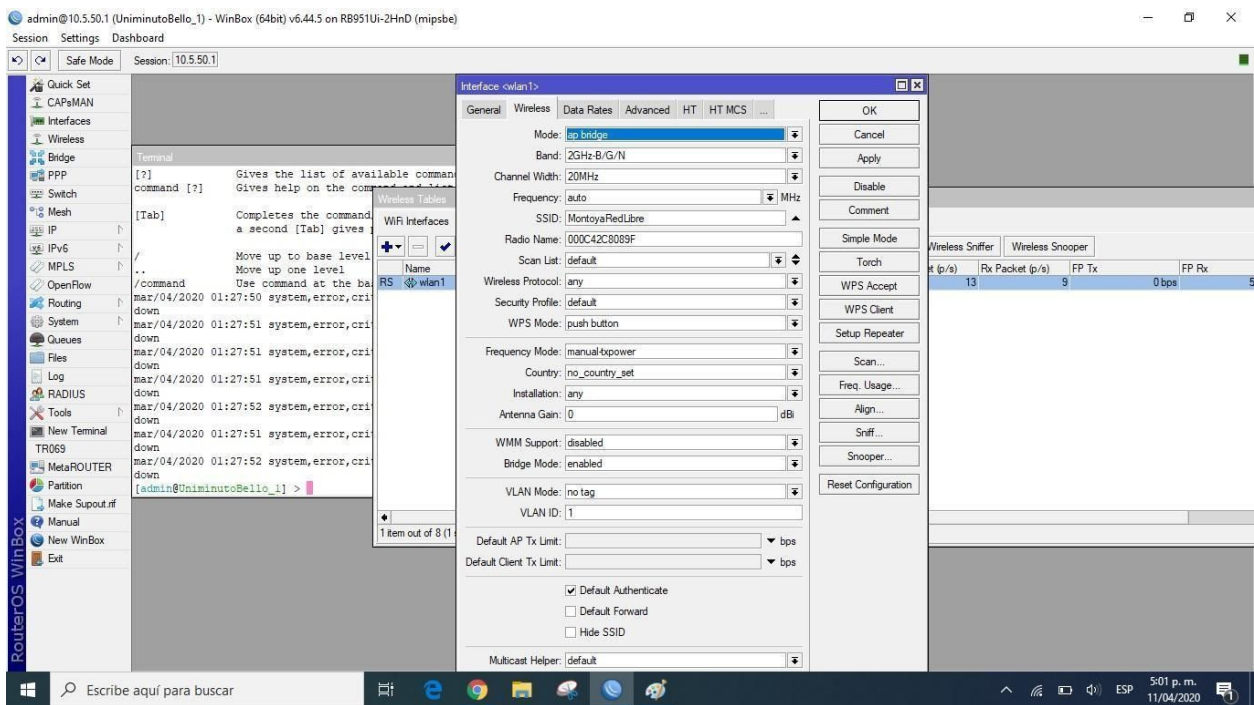 admin@10.5.50.1 (UniminutoBello_1) - WinBox (64bit) v6.44.5 on RB951Ui-2HnD (mipsbe)
Session Settings Dashboard
Safe Mode Session: 10.5.50.1
Quick Set
CAPsMAN
Interfaces
Wireless
Bridge
PPP
Switch
Mesh
IP
IPv6
MPLS
OpenFlow
Routing
System
Queues
Files
Log
RADIUS
Tools
New Terminal
TR069
MetaROUTER
Partition
Make Supout.rif
Manual
New WinBox
Exit
RouterOS WinBox
Terminal
[?] Gives the list of available
command [?] Gives help on the
[Tab] Completes the command
a second [Tab] gives
/ Move up to base level
.. Move up one level
/command Use command at the
mar/04/2020 01:27:50 system,error,cri
down
mar/04/2020 01:27:51 system,error,cri
down
mar/04/2020 01:27:51 system,error,cri
down
mar/04/2020 01:27:51 system,error,cri
down
mar/04/2020 01:27:52 system,error,cri
down
mar/04/2020 01:27:51 system,error,cri
down
mar/04/2020 01:27:52 system,error,cri
down
[admin@UniminutoBello_1] >
Wireless Tables
WiFi Interfaces
Wireless Sniffer Wireless Snooper
Name
(p/s) Rx Packet (p/s) FP Tx FP Rx
RS wlan1
13 9 0 bps 5
1 item out of 8 (1
Interface <wlan1>
General Wireless Data Rates Advanced HT HT MCS ...
Mode: ap bridge
Band: 2GHz-B/G/N
Channel Width: 20MHz
Frequency: auto MHz
SSID: MontoyaRedLibre
Radio Name: 000C42C8089F
Scan List: default
Wireless Protocol: any
Security Profile: default
WPS Mode: push button
Frequency Mode: manual-txpower
Country: no_country_set
Installation: any
Antenna Gain: 0 dBi
WMM Support: disabled
Bridge Mode: enabled
VLAN Mode: no tag
VLAN ID: 1
Default AP Tx Limit: bps
Default Client Tx Limit: bps
Default Authenticate
Default Forward
Hide SSID
Multicast Helper: default
OK
Cancel
Apply
Disable
Comment
Simple Mode
Torch
WPS Accept
WPS Client
Setup Repeater
Scan...
Freq. Usage...
Align...
Sniff...
Snooper...
Reset Configuration
Escribe aquí para buscar
ESP
5:01 p. m.
11/04/2020
1